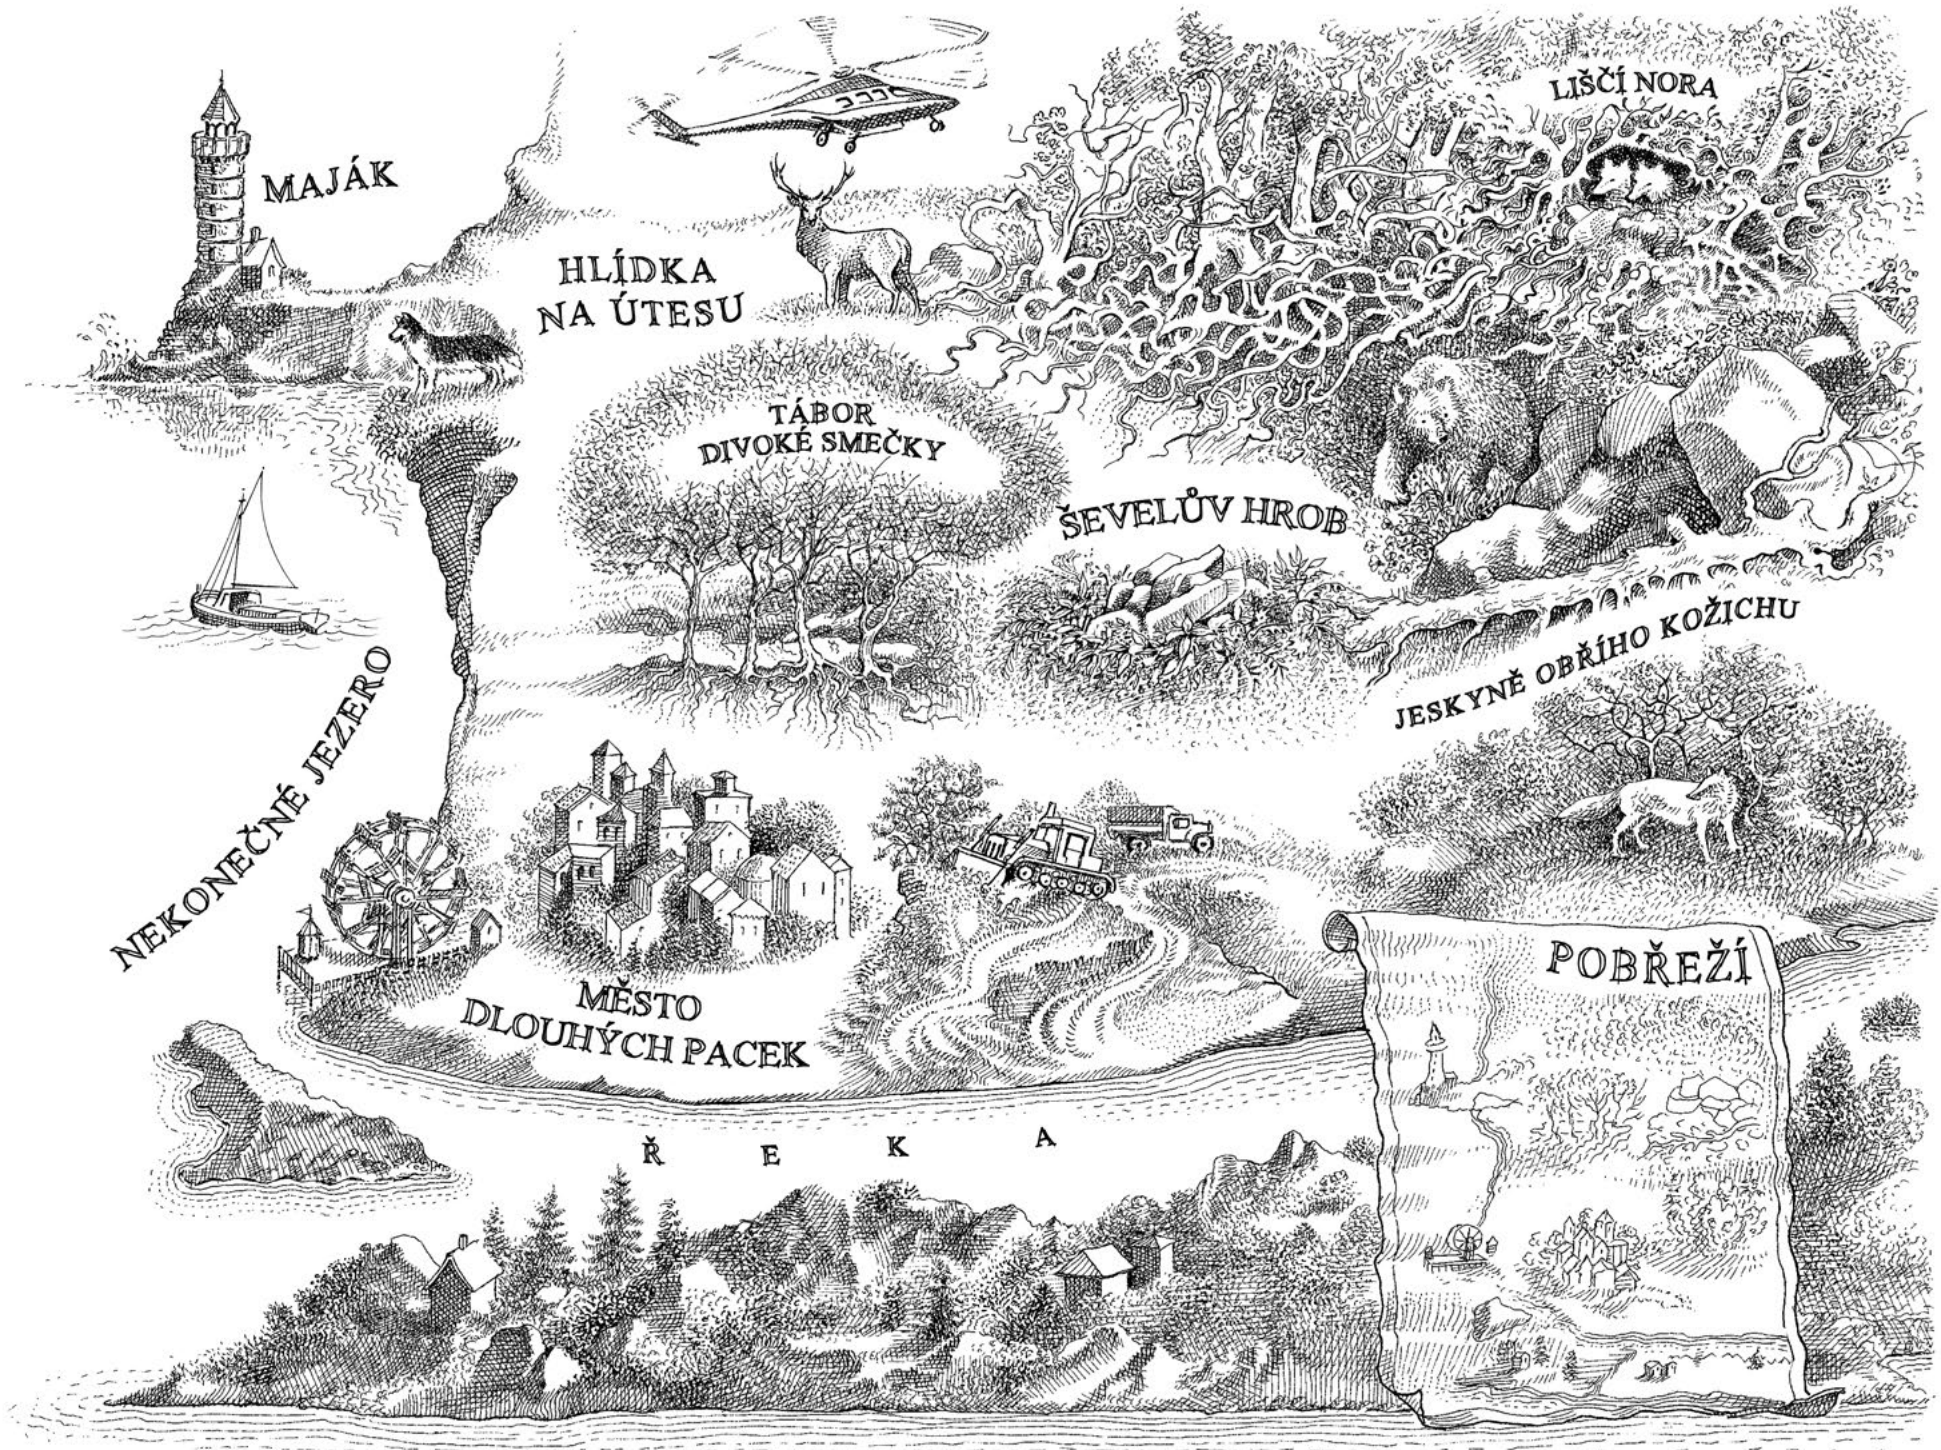 LIŠČÍ NORA
MAJÁK
HLÍDKA
NA ÚTESU
TÁBOR
DIVOKÉ SMEČKY
ŠEVELŮV HROB
JESKYNĚ OBŘÍHO KOŽICHU
NEKONEČNÉ JEZERO
MĚSTO
DLOUHÝCH PACEK
POBŘEŽÍ
ŘEKA